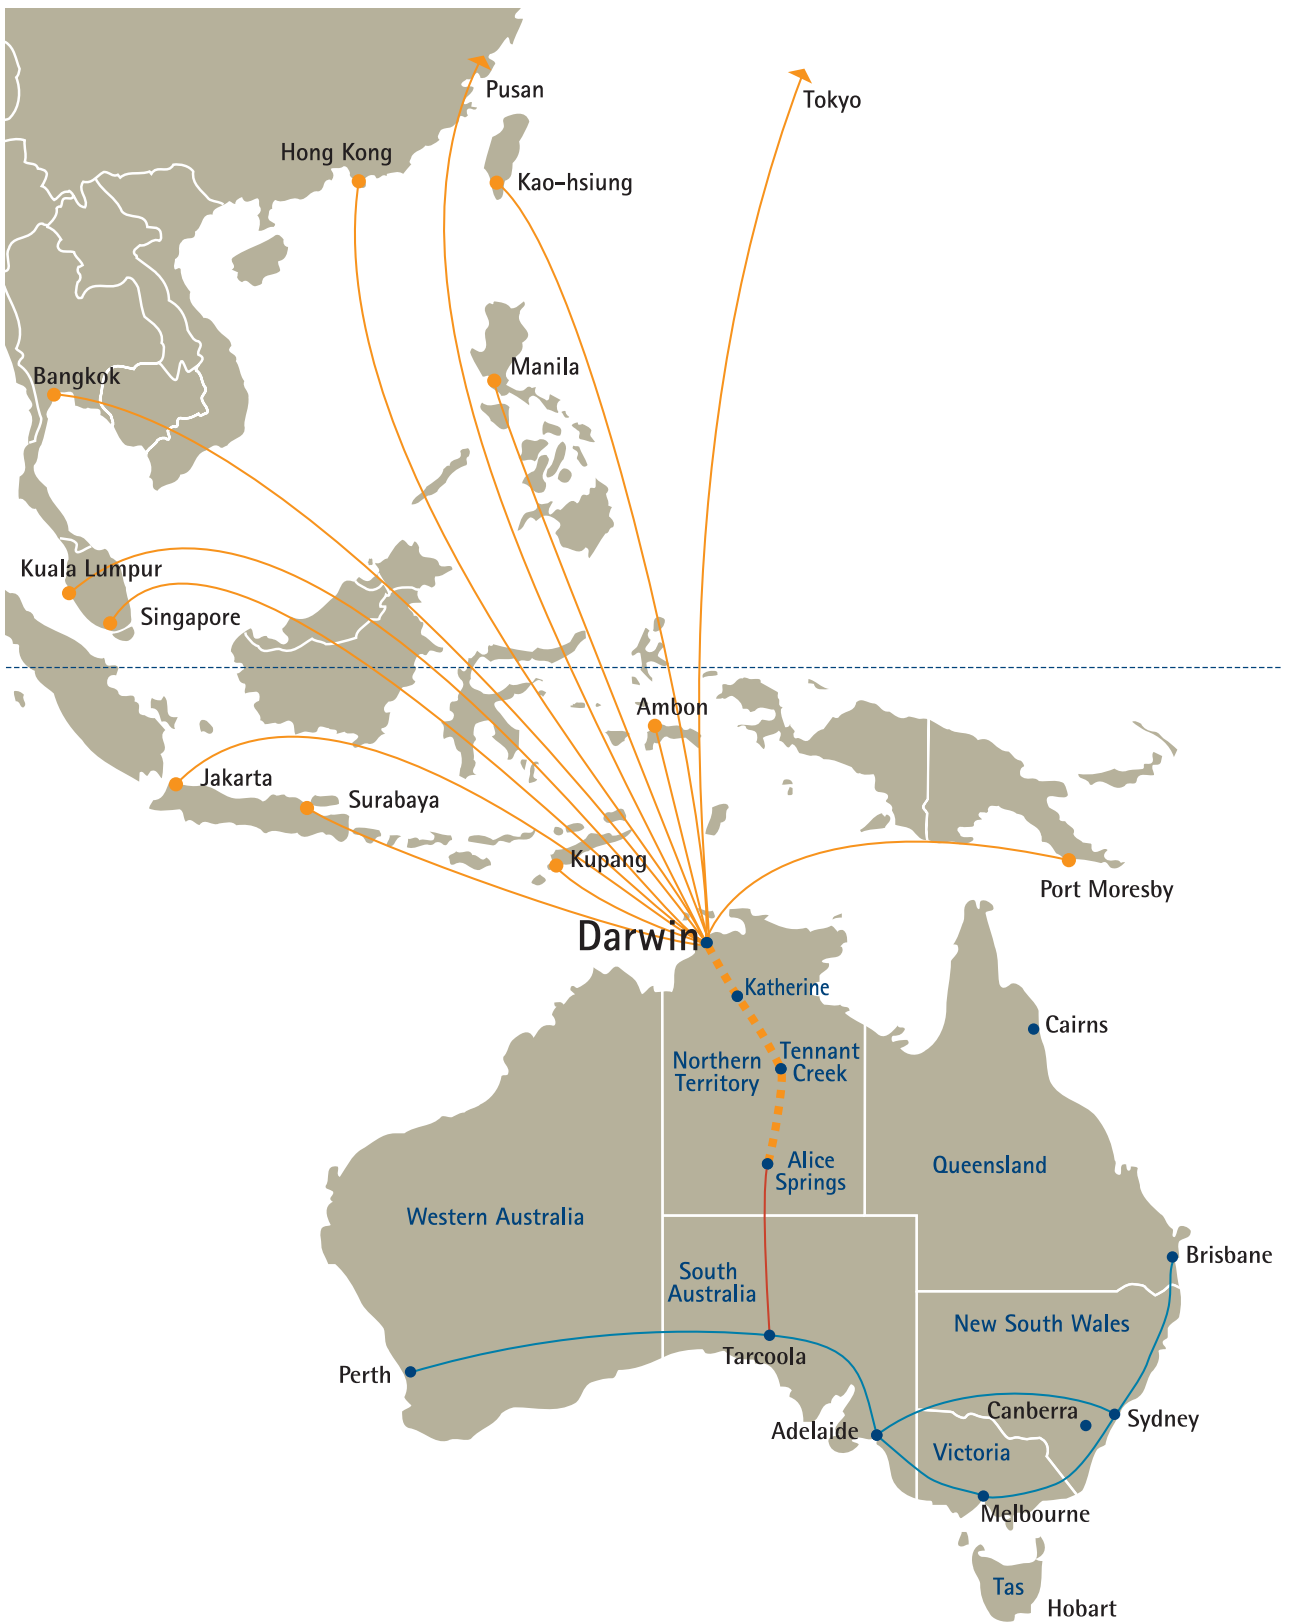 Pusan
Tokyo
Hong Kong
Kao-hsiung
Manila
Bangkok
Kuala Lumpur
Singapore
Ambon
Jakarta
Surabaya
Kupang
Port Moresby
Darwin
Katherine
Cairns
Northern
Territory
Tennant
Creek
Alice
Springs
Queensland
Western Australia
Brisbane
South
Australia
New South Wales
Tarcoola
Perth
Canberra
Sydney
Adelaide
Victoria
Melbourne
Tas
Hobart